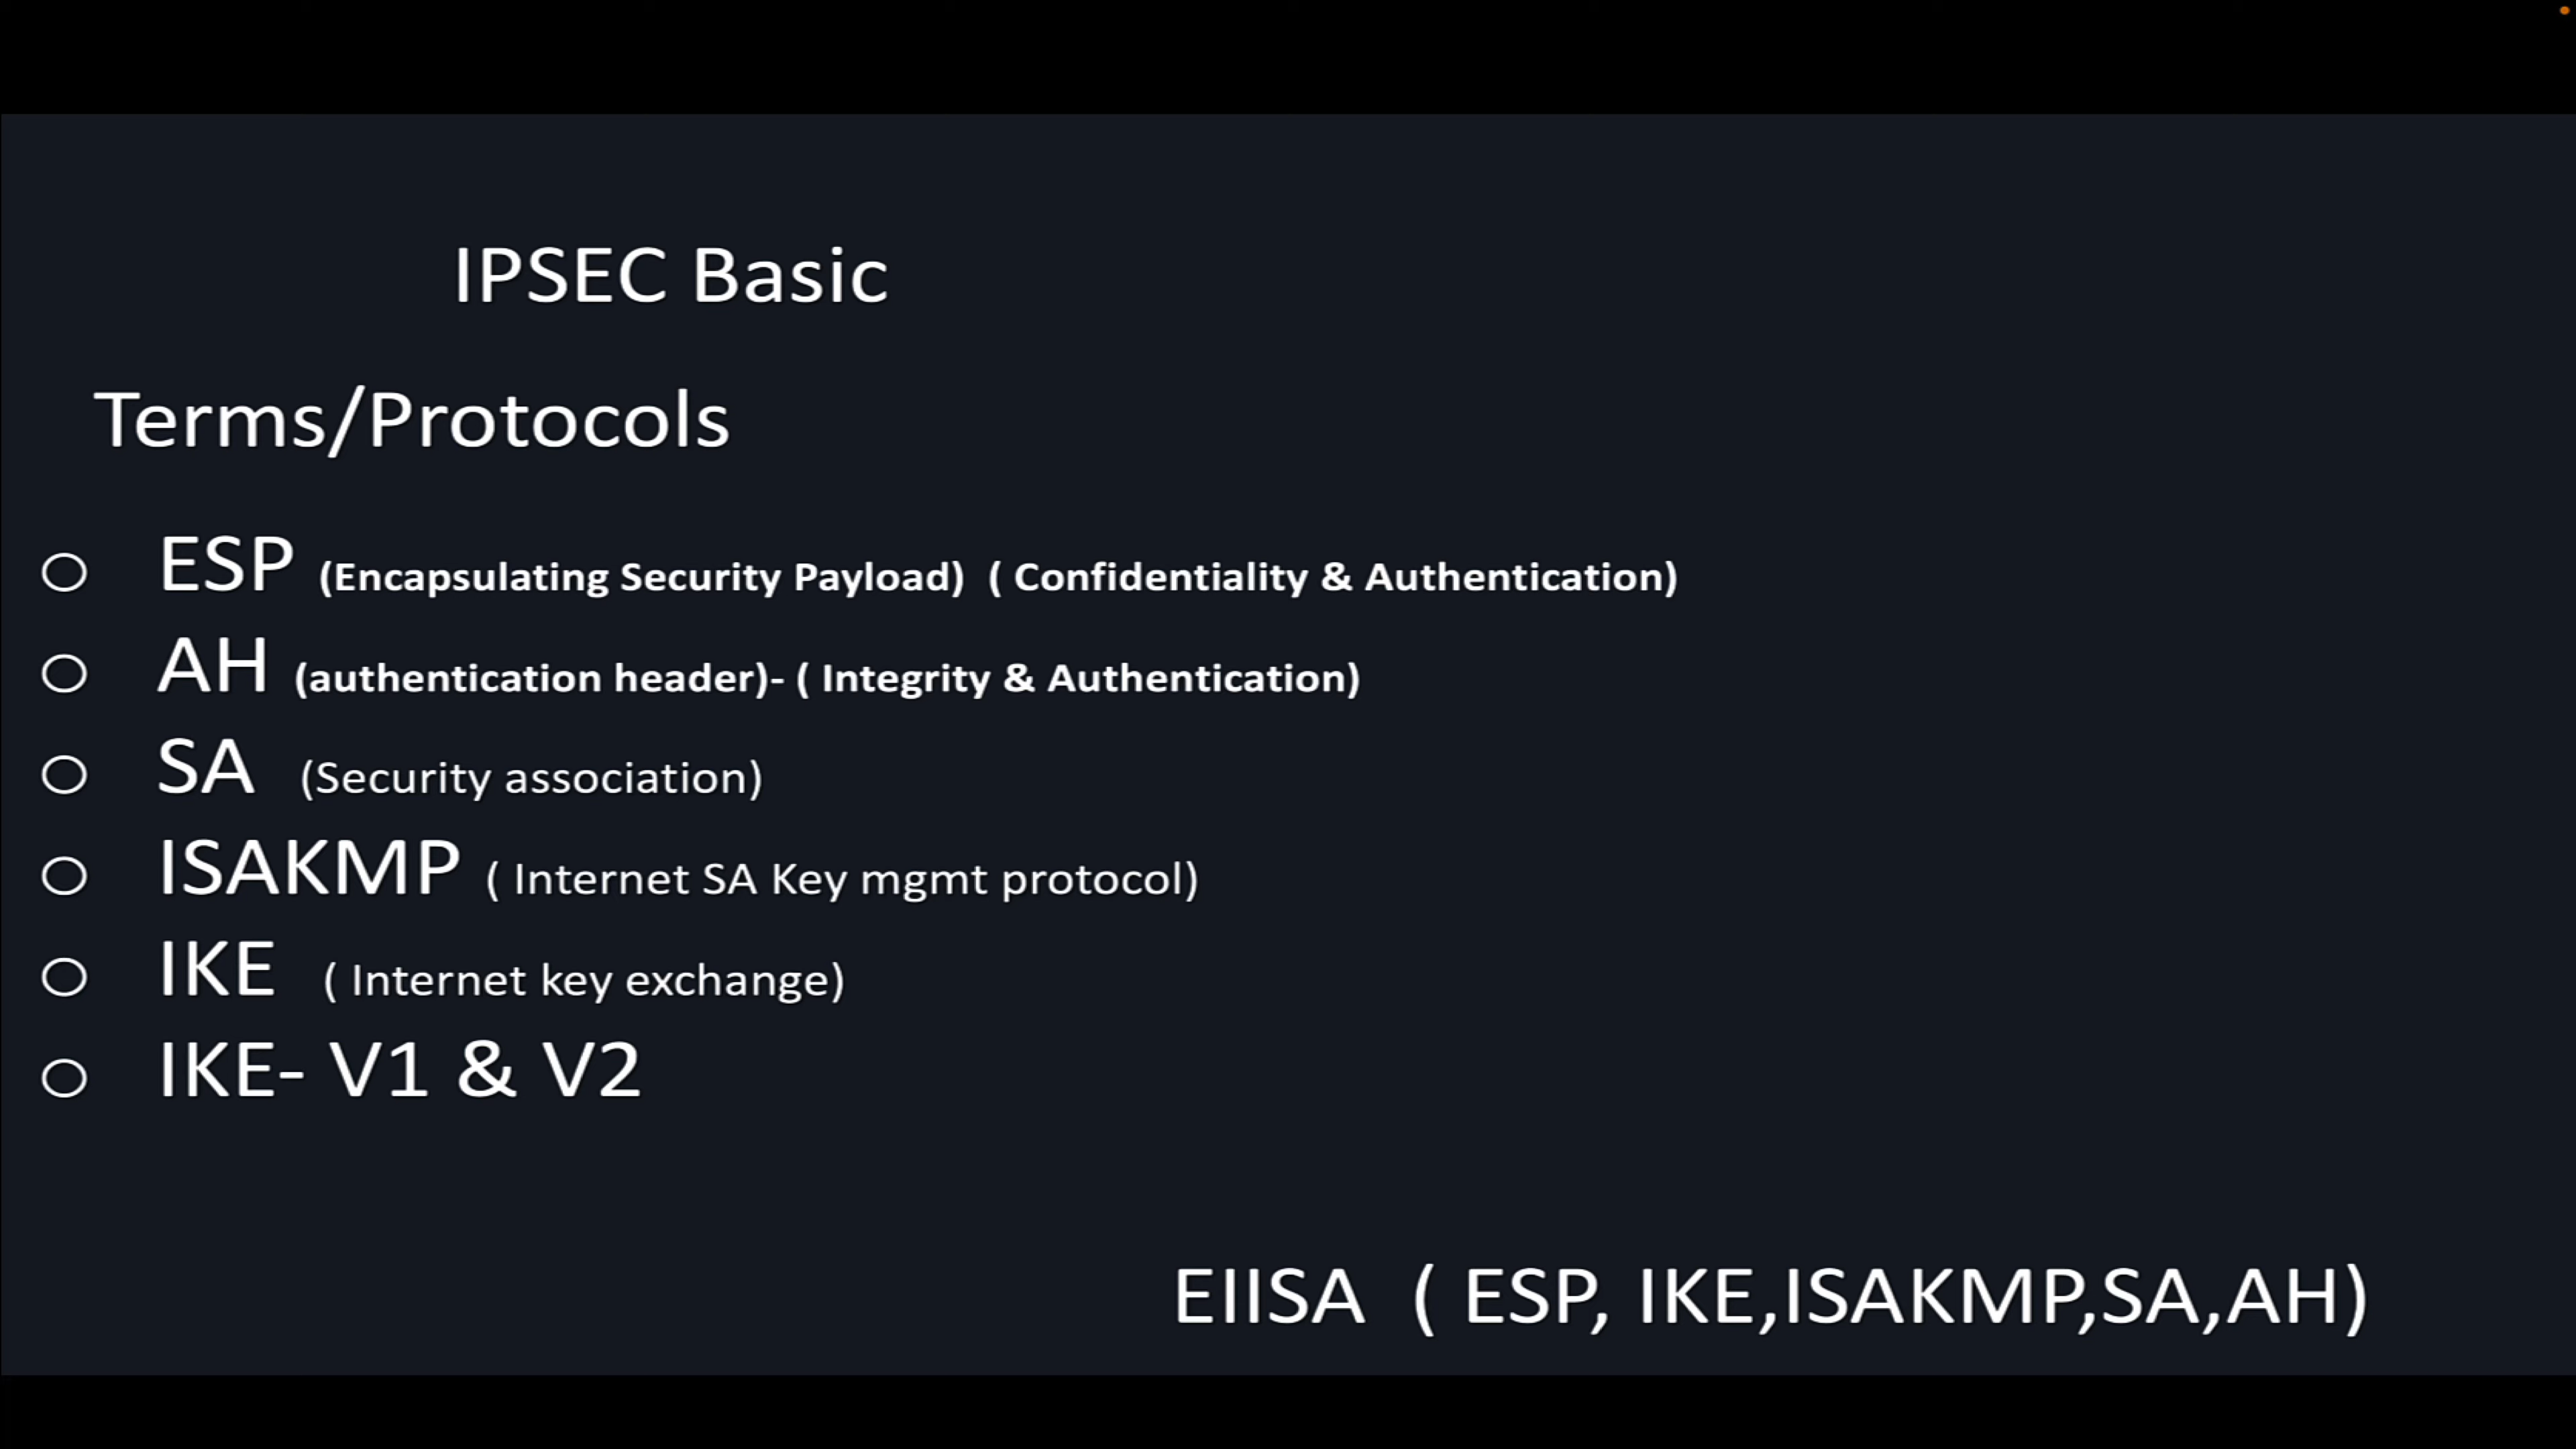 IPSEC Basic
Terms/Protocols
ESP (Encapsulating Security Payload) ( Confidentiality & Authentication)
AH (authentication header)- ( Integrity & Authentication)
SA (Security association)
ISAKMP ( Internet SA Key mgmt protocol)
IKE ( Internet key exchange)
IKE- V1 & V2
EIISA ( ESP, IKE,ISAKMP,SA,AH)